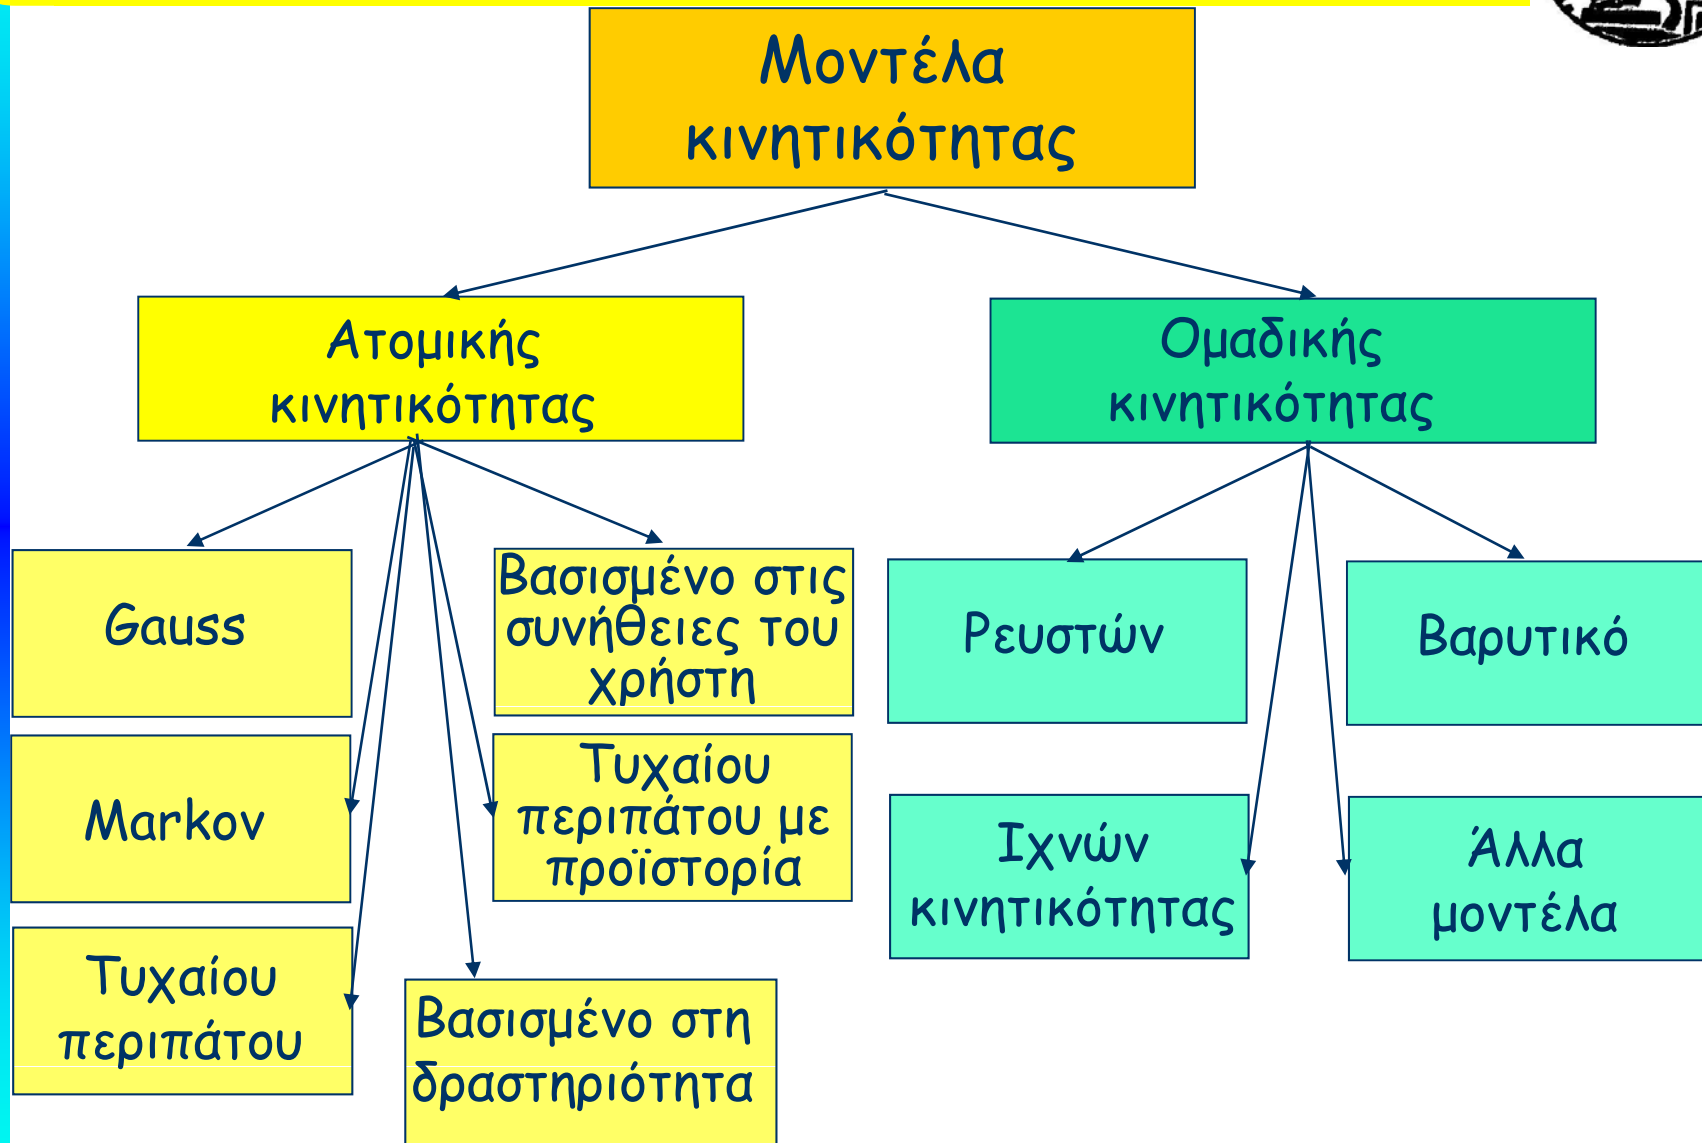 Μοντέλα
κινητικότητας
Ατομικής
κινητικότητας
Ομαδικής
κινητικότητας
Gauss
Βασισμένο στις
συνήθειες του
χρήστη
Ρευστών
Βαρυτικό
Markov
Τυχαίου
περιπάτου με
προϊστορία
Ιχνών
κινητικότητας
Άλλα
μοντέλα
Τυχαίου
περιπάτου
Βασισμένο στη
δραστηριότητα